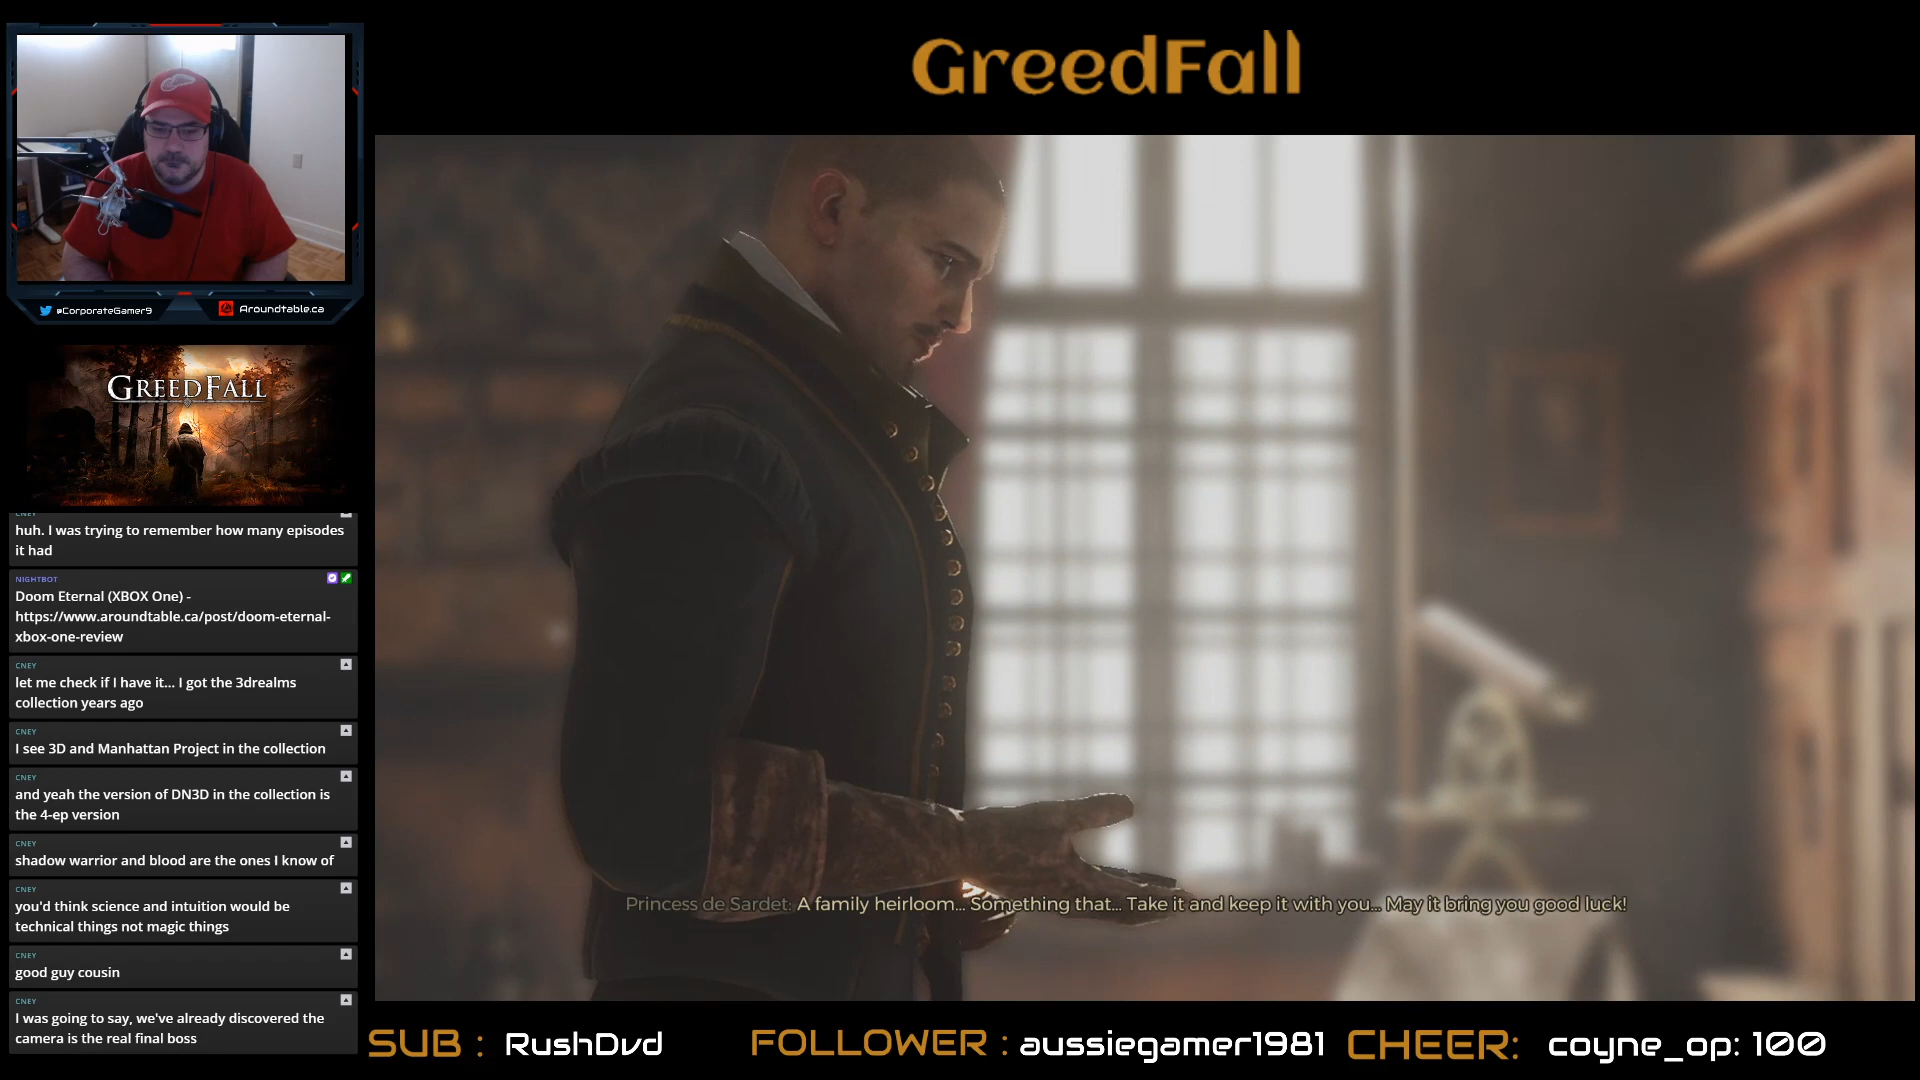 GreedFall
@CorporateGamer9
Aroundtable.ca
GREEDFALL
CNEY
huh. I was trying to remember how many episodes
it had
NIGHTBOT
Doom Eternal (XBOX One) -
https://www.aroundtable.ca/post/doom-eternal-
xbox-one-review
CNEY
let me check if I have it... I got the 3drealms
collection years ago
CNEY
I see 3D and Manhattan Project in the collection
CNEY
and yeah the version of DN3D in the collection is
the 4-ep version
CNEY
shadow warrior and blood are the ones I know of
CNEY
you'd think science and intuition would be
technical things not magic things
CNEY
good guy cousin
CNEY
I was going to say, we've already discovered the
camera is the real final boss
Princess de Sardet: A family heirloom... Something that... Take it and keep it with you... May it bring you good luck!
SUB : RushDvd FOLLOWER : aussiegamer1981 CHEER: coyne_op: 100